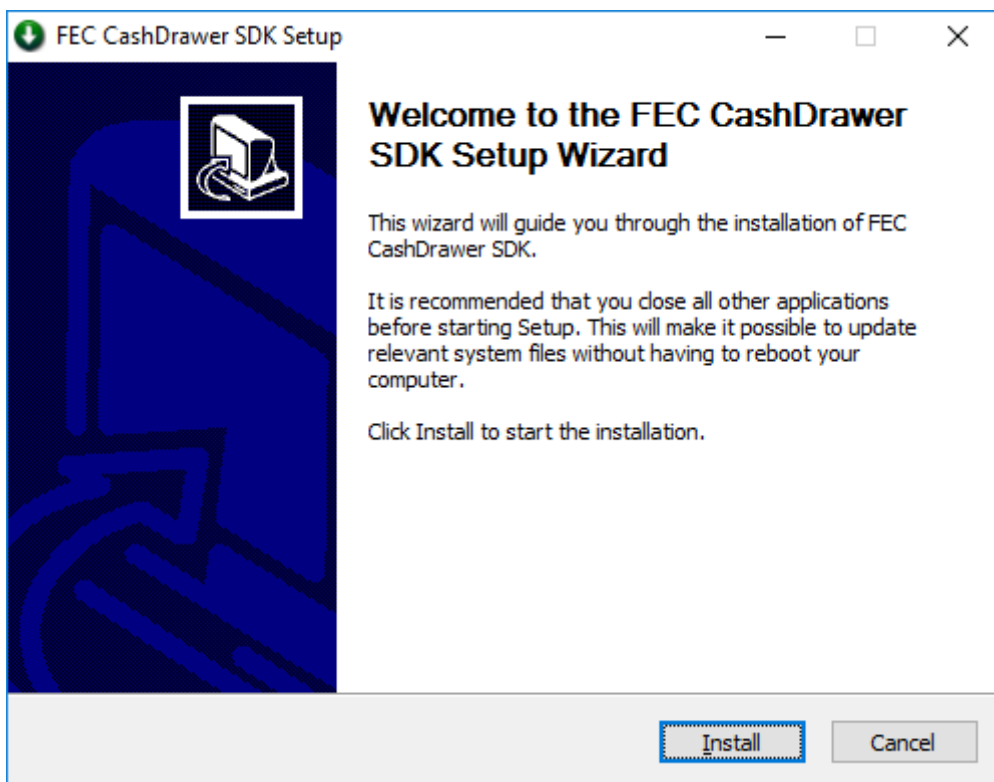 FEC CashDrawer SDK Setup
Welcome to the FEC CashDrawer
SDK Setup Wizard
This wizard will guide you through the installation of FEC
CashDrawer SDK.
It is recommended that you close all other applications
before starting Setup. This will make it possible to update
relevant system files without having to reboot your
computer.
Click Install to start the installation.
Install
Cancel